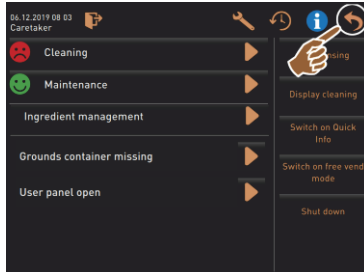 06.12.2019 08 03
Caretaker
Cleaning
Maintenance
Ingredient management
Grounds container missing
User panel open
Display cleaning
Switch on Quick
Info
Switch on free vend
mode
Shut down